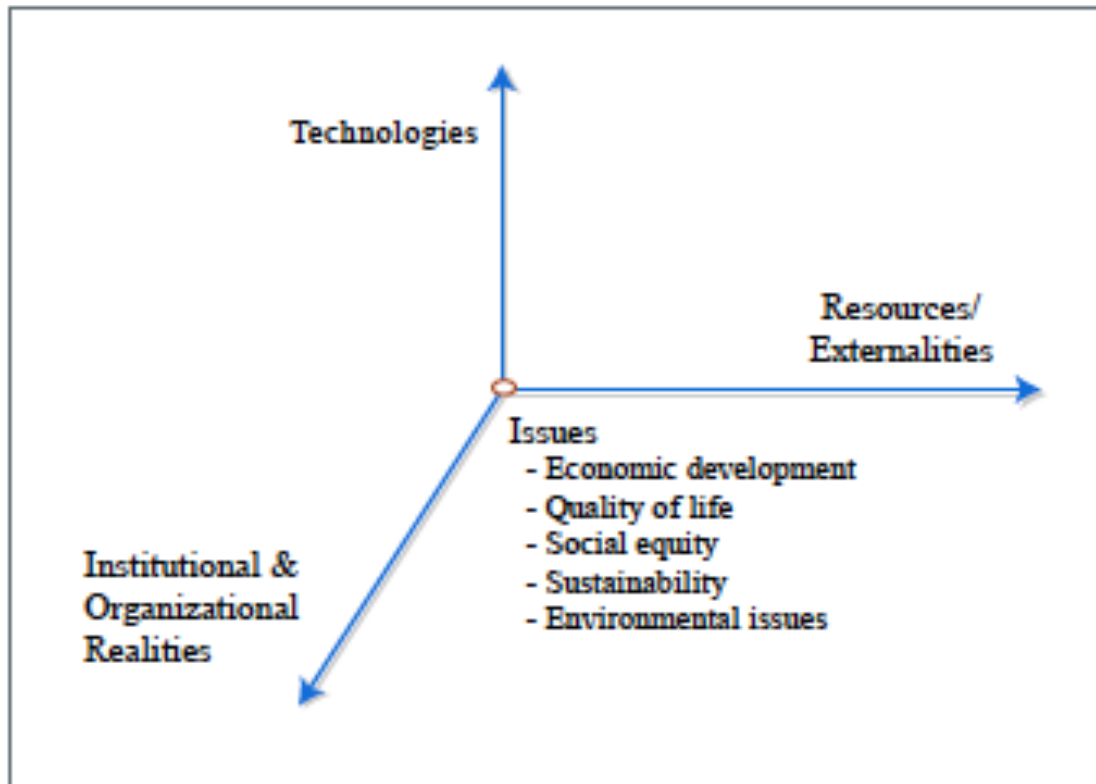 Technologies
Resources/
Externalities
Issues
- Economic development
- Quality of life
- Social equity
- Sustainability
- Environmental issues
Institutional &
Organizational
Realities